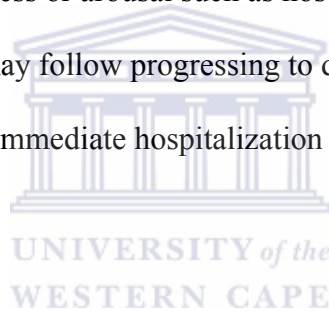 ess of arousal such as hos
ay follow progressing to
mmediate hospitalization
UNIVERSITY of the
WESTERN CAPE